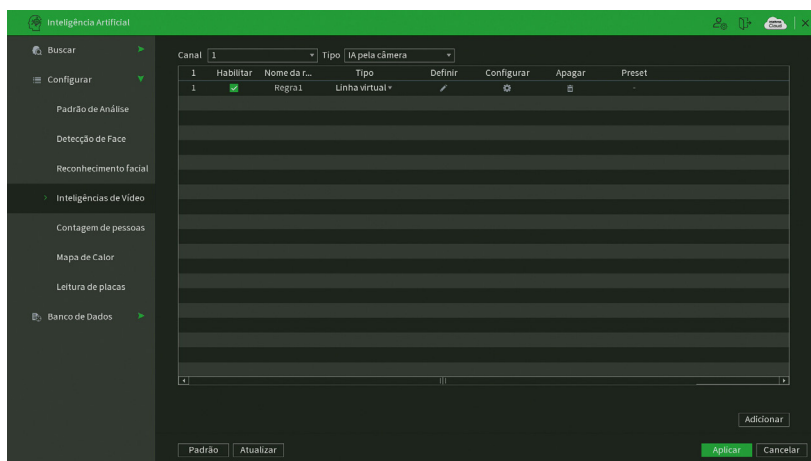 Inteligência Artificial
Buscar
Configurar
Padrão de Análise
Detecção de Face
Reconhecimento facial
Inteligências de Vídeo
Contagem de pessoas
Mapa de Calor
Leitura de placas
Banco de Dados
Canal 1 Tipo IA pela câmera
1 Habilitar Nome da r... Tipo Definir Configurar Apagar Preset
1 Regra1 Linha virtual -
Adicionar
Padrão Atualizar Aplicar Cancelar